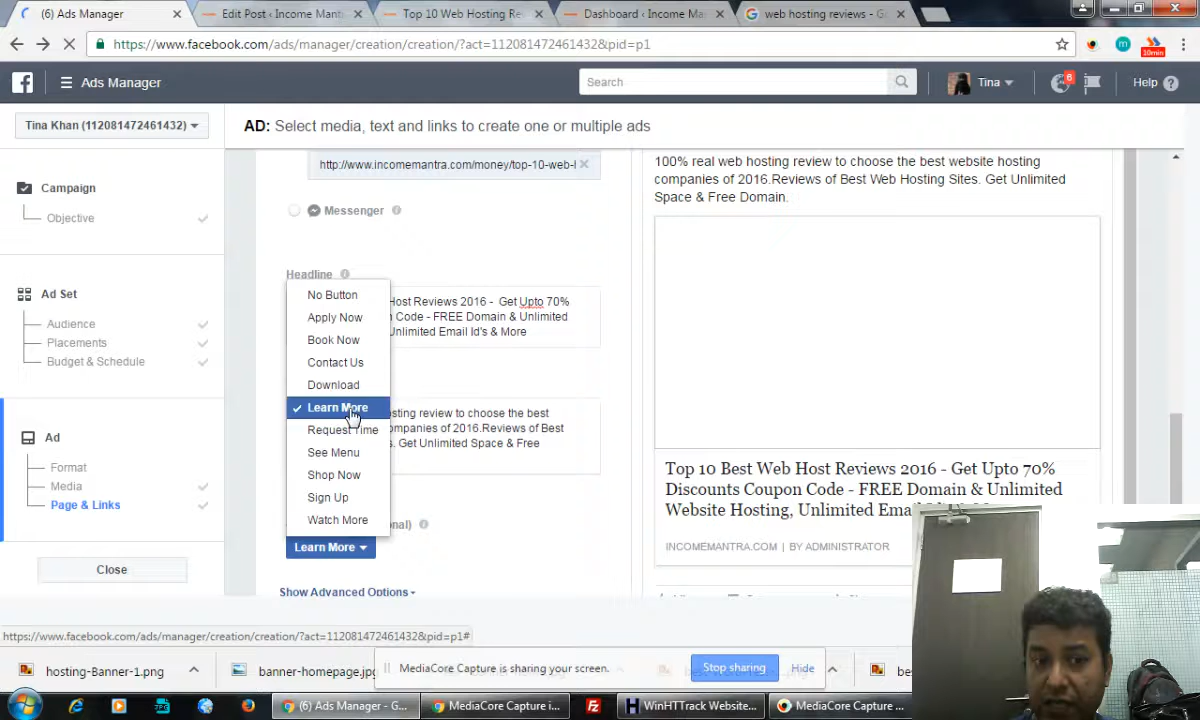 (6) Ads Manager
Edit Post ‹ Income Mant
Top 10 Web Hosting Re
Dashboard ‹ Income Ma
web hosting reviews - G
https://www.facebook.com/ads/manager/creation/creation/?act=112081472461432&pid=p1
10min
Ads Manager
Search
Tina
6
Help
Tina Khan (112081472461432)
AD: Select media, text and links to create one or multiple ads
Campaign
Objective
Ad Set
Audience
Placements
Budget & Schedule
Ad
Format
Media
Page & Links
Close
http://www.incomemantra.com/money/top-10-web-l
Messenger
Headline
Host Reviews 2016 - Get Upto 70%
Code - FREE Domain & Unlimited
Unlimited Email Id's & More
No Button
Apply Now
Book Now
Contact Us
Download
Learn More
Request Time
See Menu
Shop Now
Sign Up
Watch More
sting review to choose the best
mpanies of 2016.Reviews of Best
s. Get Unlimited Space & Free
nal)
Learn More
Show Advanced Options
100% real web hosting review to choose the best website hosting
companies of 2016.Reviews of Best Web Hosting Sites. Get Unlimited
Space & Free Domain.
Top 10 Best Web Host Reviews 2016 - Get Upto 70%
Discounts Coupon Code - FREE Domain & Unlimited
Website Hosting, Unlimited Email
INCOMEMANTRA.COM | BY ADMINISTRATOR
https://www.facebook.com/ads/manager/creation/creation/?act=112081472461432&pid=p1#
hosting-Banner-1.png
banner-homepage.jpg
MediaCore Capture is sharing your screen.
Stop sharing
Hide
(6) Ads Manager - G...
MediaCore Capture i...
WinHTTrack Website...
MediaCore Capture ...